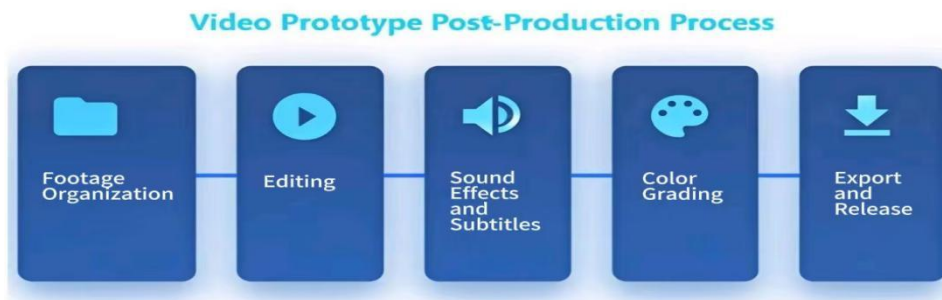 Video Prototype Post-Production Process
Footage
Organization
Editing
Sound
Effects
and
Subtitles
Color
Grading
Export
and
Release